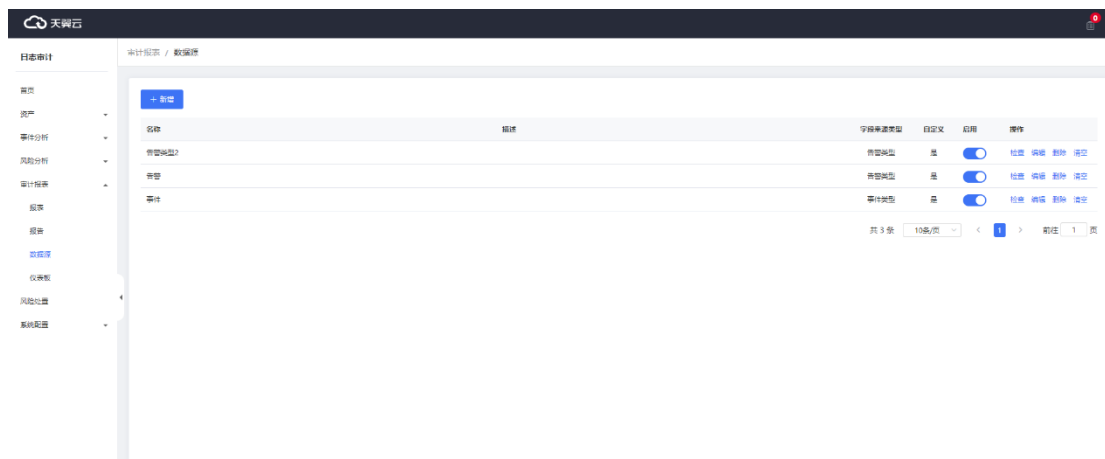 天翼云
0
日志审计
审计报表 / 数据源
首页
资产
事件分析
风险分析
审计报表
报表
报告
数据源
仪表板
风险处置
系统配置
+ 新增
名称 描述 字段来源类型 自定义 启用 操作
告警类型2 告警类型 是 检查 编辑 删除 清空
告警 告警类型 是 检查 编辑 删除 清空
事件 事件类型 是 检查 编辑 删除 清空
共 3 条 10条/页 < 1 > 前往 1 页